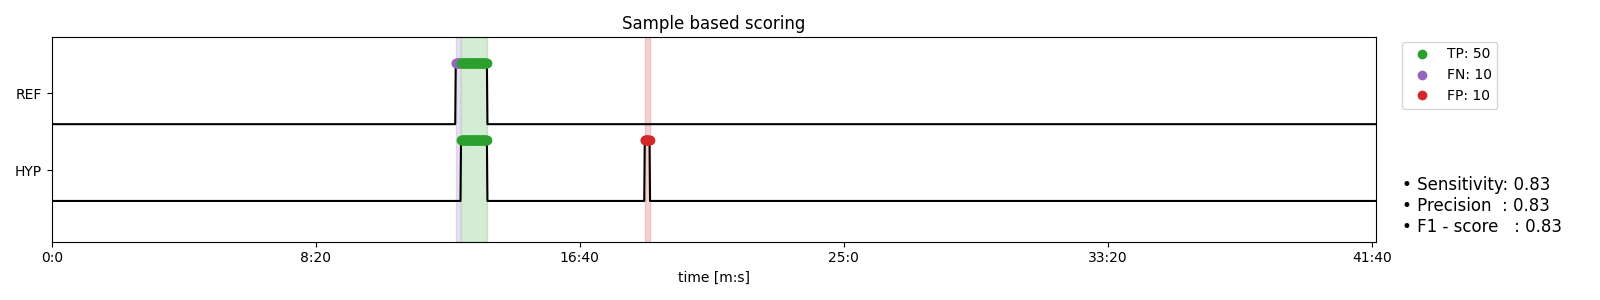 Sample based scoring
REF
HYP
0:0
8:20
16:40
25:0
33:20
41:40
time [m:s]
TP: 50
FN: 10
FP: 10
• Sensitivity: 0.83
• Precision : 0.83
• F1 - score : 0.83